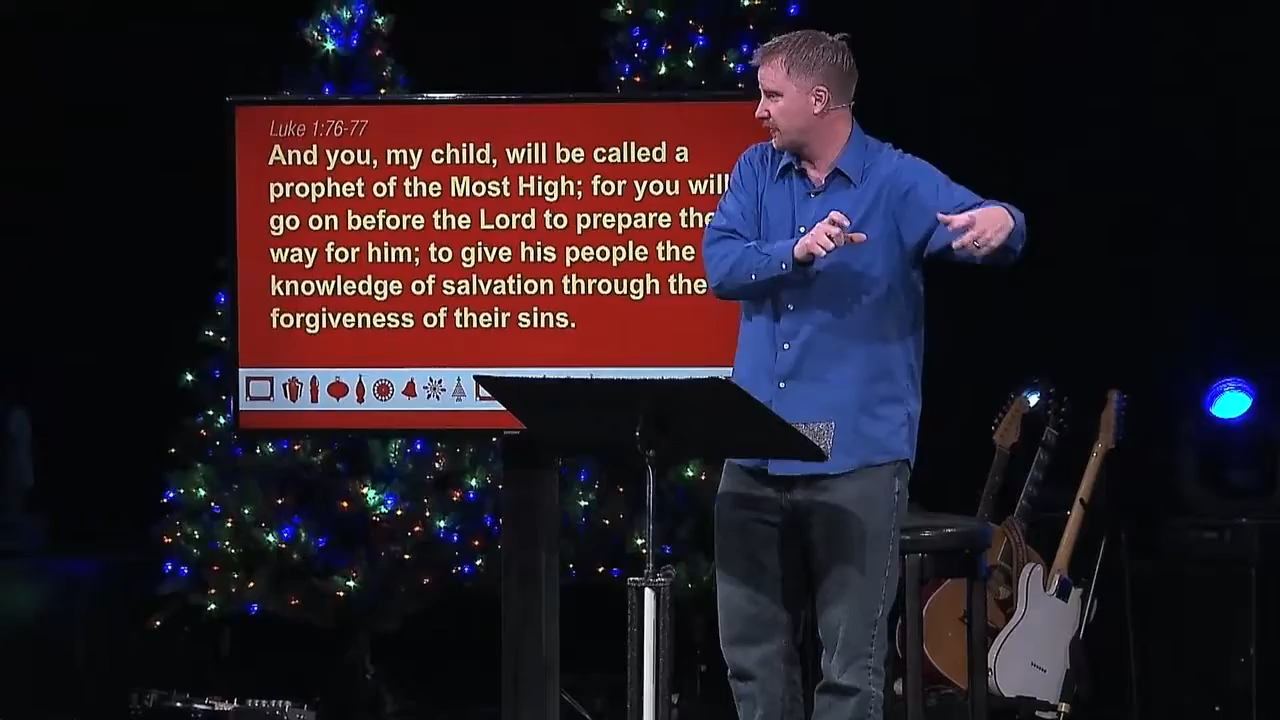 Luke 1:76-77
And you, my child, will be called a
prophet of the Most High; for you will
go on before the Lord to prepare the
way for him; to give his people the
knowledge of salvation through the
forgiveness of their sins.